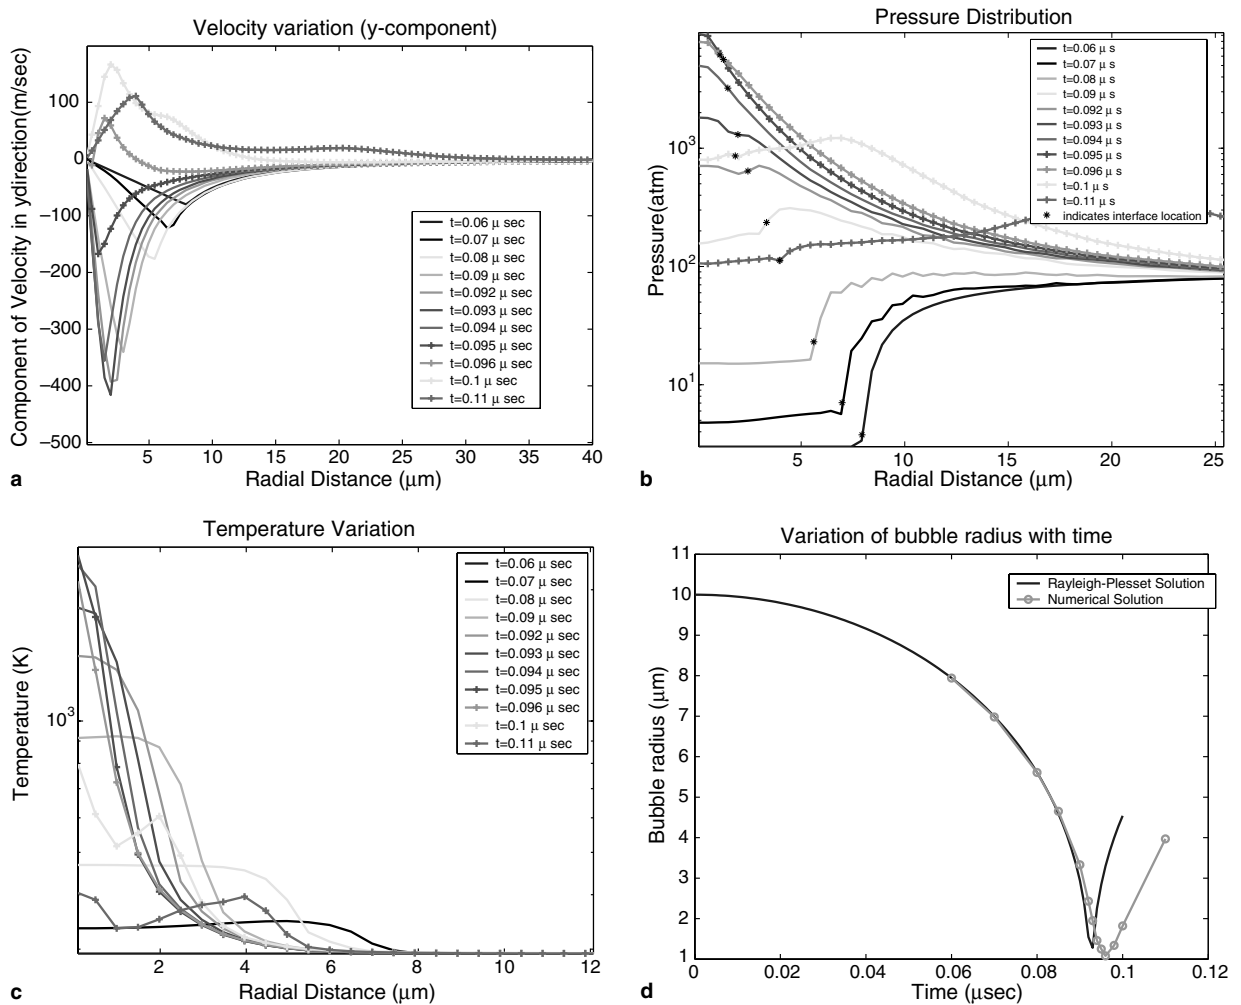 Velocity variation (y-component)
Component of Velocity in ydirection(m/sec)
100
0
−100
−200
−300
−400
−500
t=0.06 μ sec
t=0.07 μ sec
t=0.08 μ sec
t=0.09 μ sec
t=0.092 μ sec
t=0.093 μ sec
t=0.094 μ sec
t=0.095 μ sec
t=0.096 μ sec
t=0.1 μ sec
t=0.11 μ sec
5 10 15 20 25 30 35 40
Radial Distance (μm)
a
Pressure Distribution
Pressure(atm)
10³
10²
10¹
t=0.06 μ s
t=0.07 μ s
t=0.08 μ s
t=0.09 μ s
t=0.092 μ s
t=0.093 μ s
t=0.094 μ s
t=0.095 μ s
t=0.096 μ s
t=0.1 μ s
t=0.11 μ s
* indicates interface location
5 10 15 20 25
Radial Distance (μm)
b
Temperature Variation
Temperature (K)
10³
t=0.06 μ sec
t=0.07 μ sec
t=0.08 μ sec
t=0.09 μ sec
t=0.092 μ sec
t=0.093 μ sec
t=0.094 μ sec
t=0.095 μ sec
t=0.096 μ sec
t=0.1 μ sec
t=0.11 μ sec
2 4 6 8 10 12
Radial Distance (μm)
c
Variation of bubble radius with time
Bubble radius (μm)
11
10
9
8
7
6
5
4
3
2
1
Rayleigh-Plesset Solution
Numerical Solution
0 0.02 0.04 0.06 0.08 0.1 0.12
Time (μsec)
d